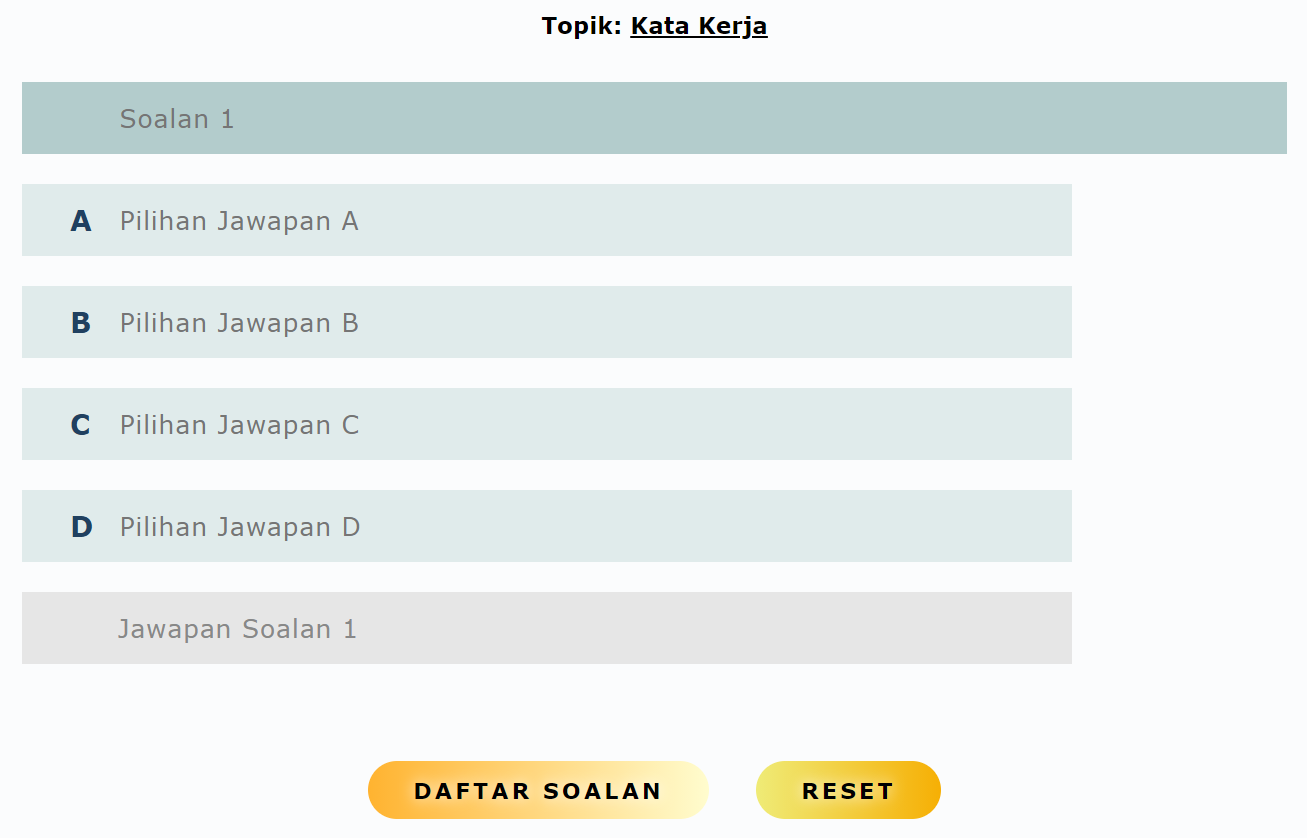 Topik: Kata Kerja
Soalan 1
A Pilihan Jawapan A
B Pilihan Jawapan B
C Pilihan Jawapan C
D Pilihan Jawapan D
Jawapan Soalan 1
DAFTAR SOALAN RESET